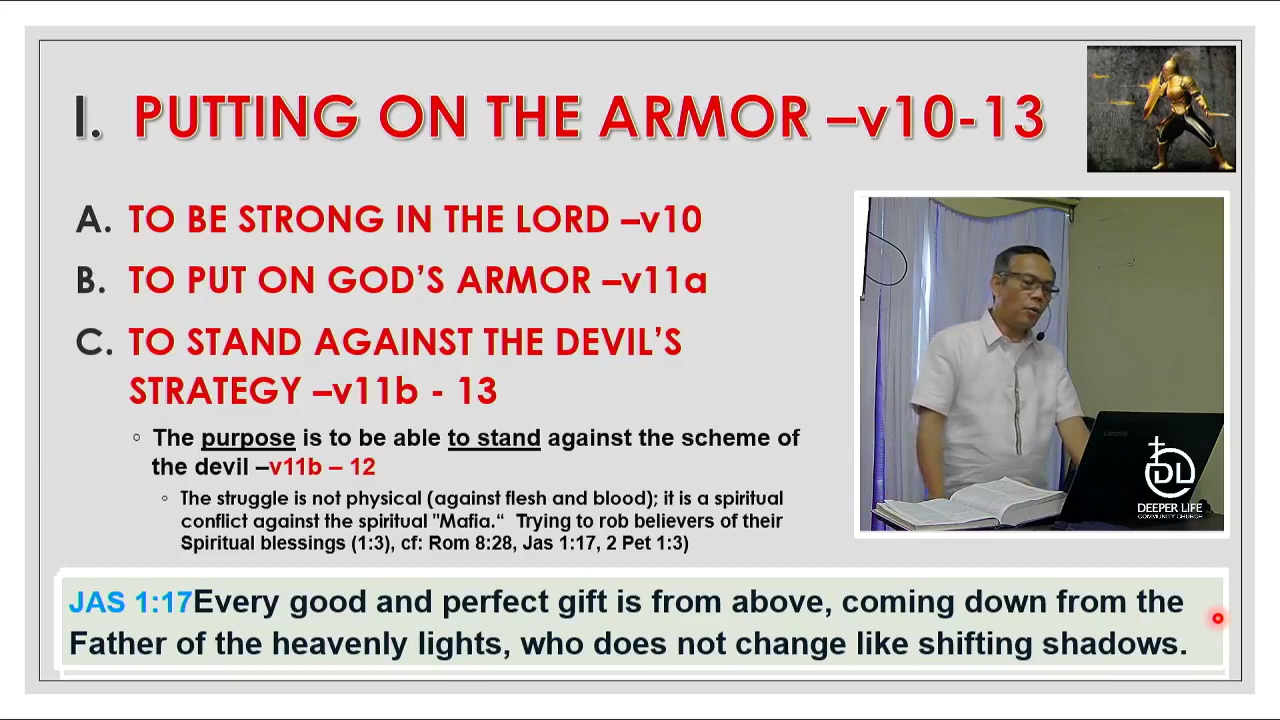 I. PUTTING ON THE ARMOR –v10-13
A. TO BE STRONG IN THE LORD –v10
B. TO PUT ON GOD'S ARMOR –v11a
C. TO STAND AGAINST THE DEVIL'S
STRATEGY –v11b - 13
◦ The purpose is to be able to stand against the scheme of
the devil –v11b – 12
◦ The struggle is not physical (against flesh and blood); it is a spiritual
conflict against the spiritual "Mafia.“ Trying to rob believers of their
Spiritual blessings (1:3), cf: Rom 8:28, Jas 1:17, 2 Pet 1:3)
Lenovo
DL
DEEPER LIFE
COMMUNITY CHURCH
JAS 1:17Every good and perfect gift is from above, coming down from the
Father of the heavenly lights, who does not change like shifting shadows.